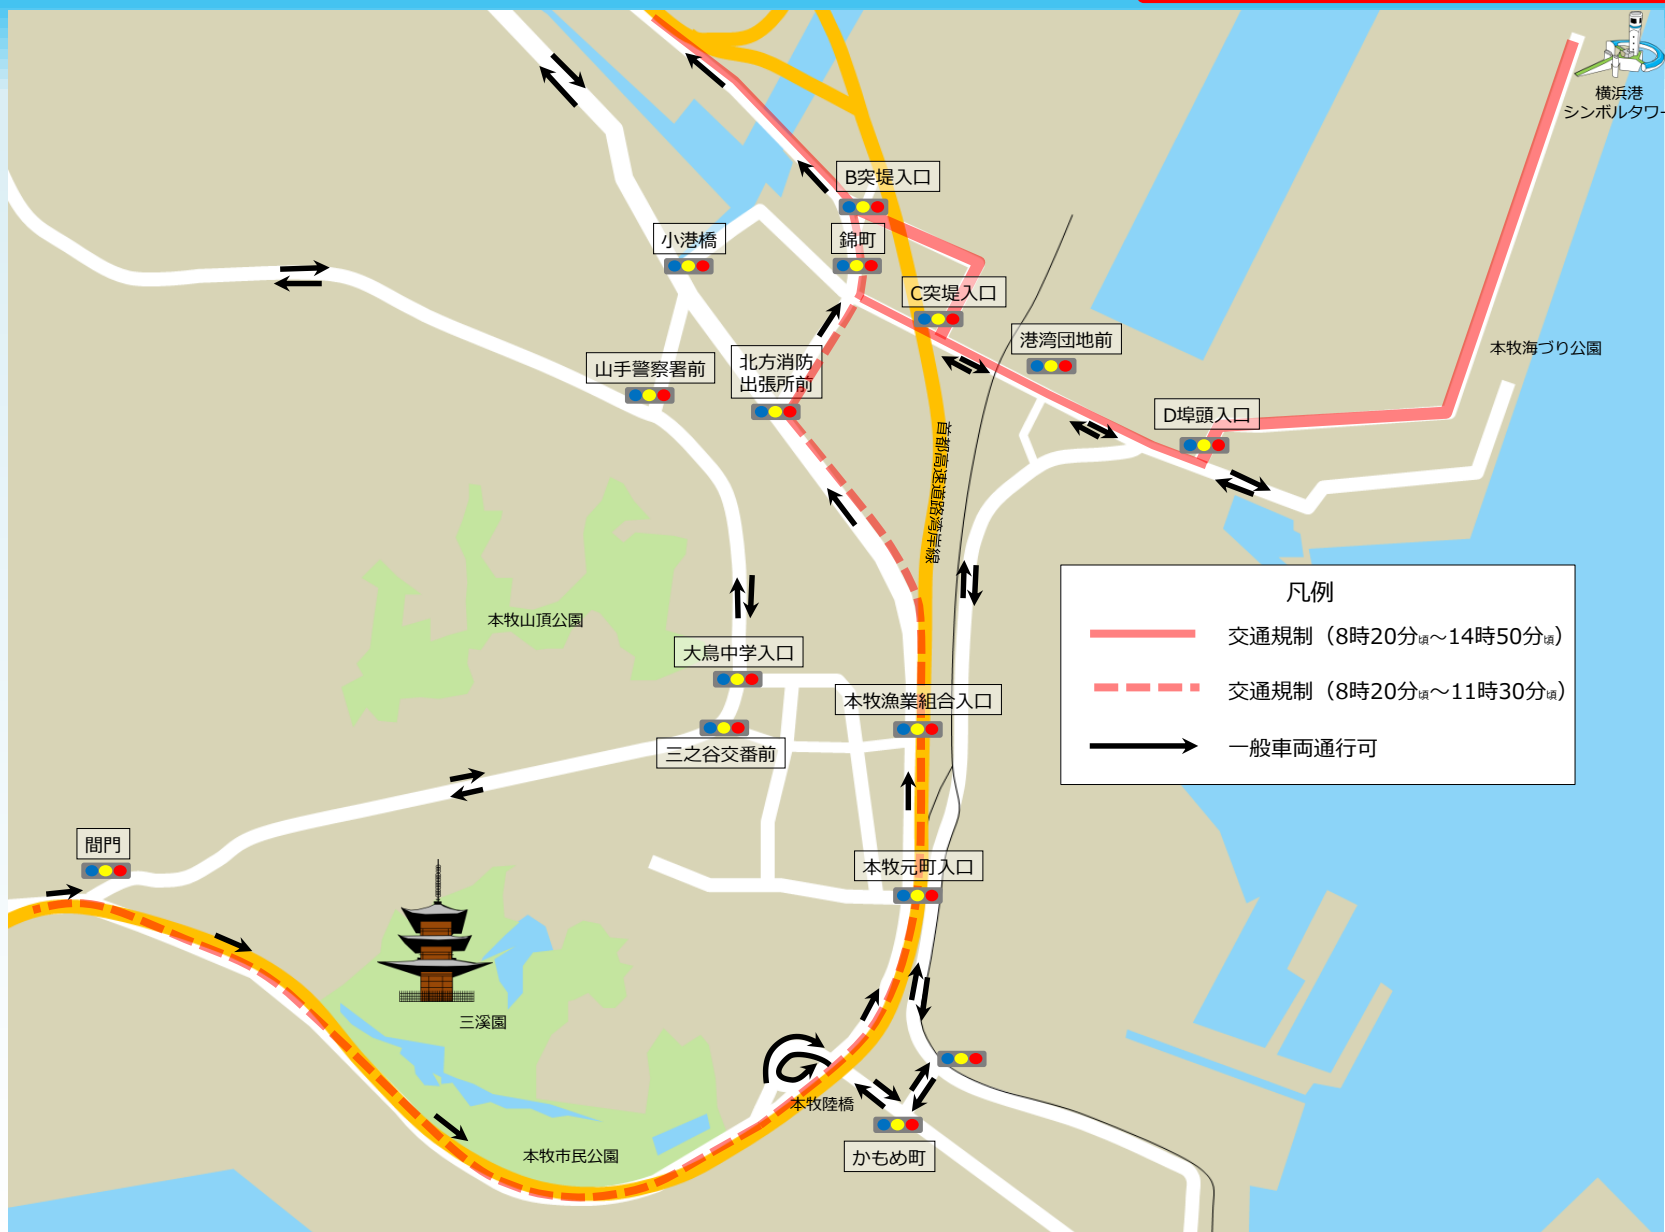 横浜港
シンボルタワー
B突堤入口
小港橋
錦町
C突堤入口
港湾団地前
本牧海づり公園
山手警察署前
北方消防
出張所前
D埠頭入口
首都高速道路湾岸線
凡例
交通規制（8時20分頃～14時50分頃）
交通規制（8時20分頃～11時30分頃）
一般車両通行可
本牧山頂公園
大鳥中学入口
本牧漁業組合入口
三之谷交番前
間門
本牧元町入口
三溪園
本牧陸橋
本牧市民公園
かもめ町